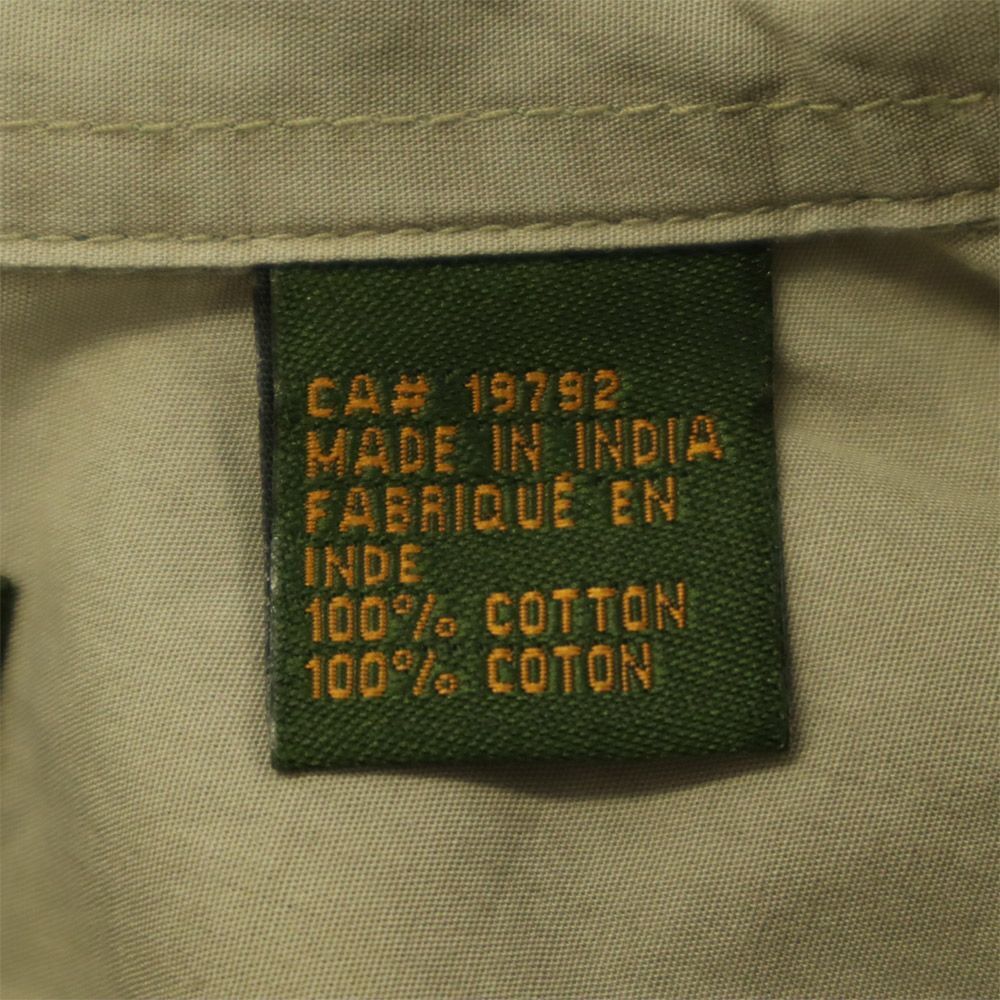 CA# 19792
MADE IN INDIA
FABRIQUÉ EN
INDE
100% COTTON
100% COTON